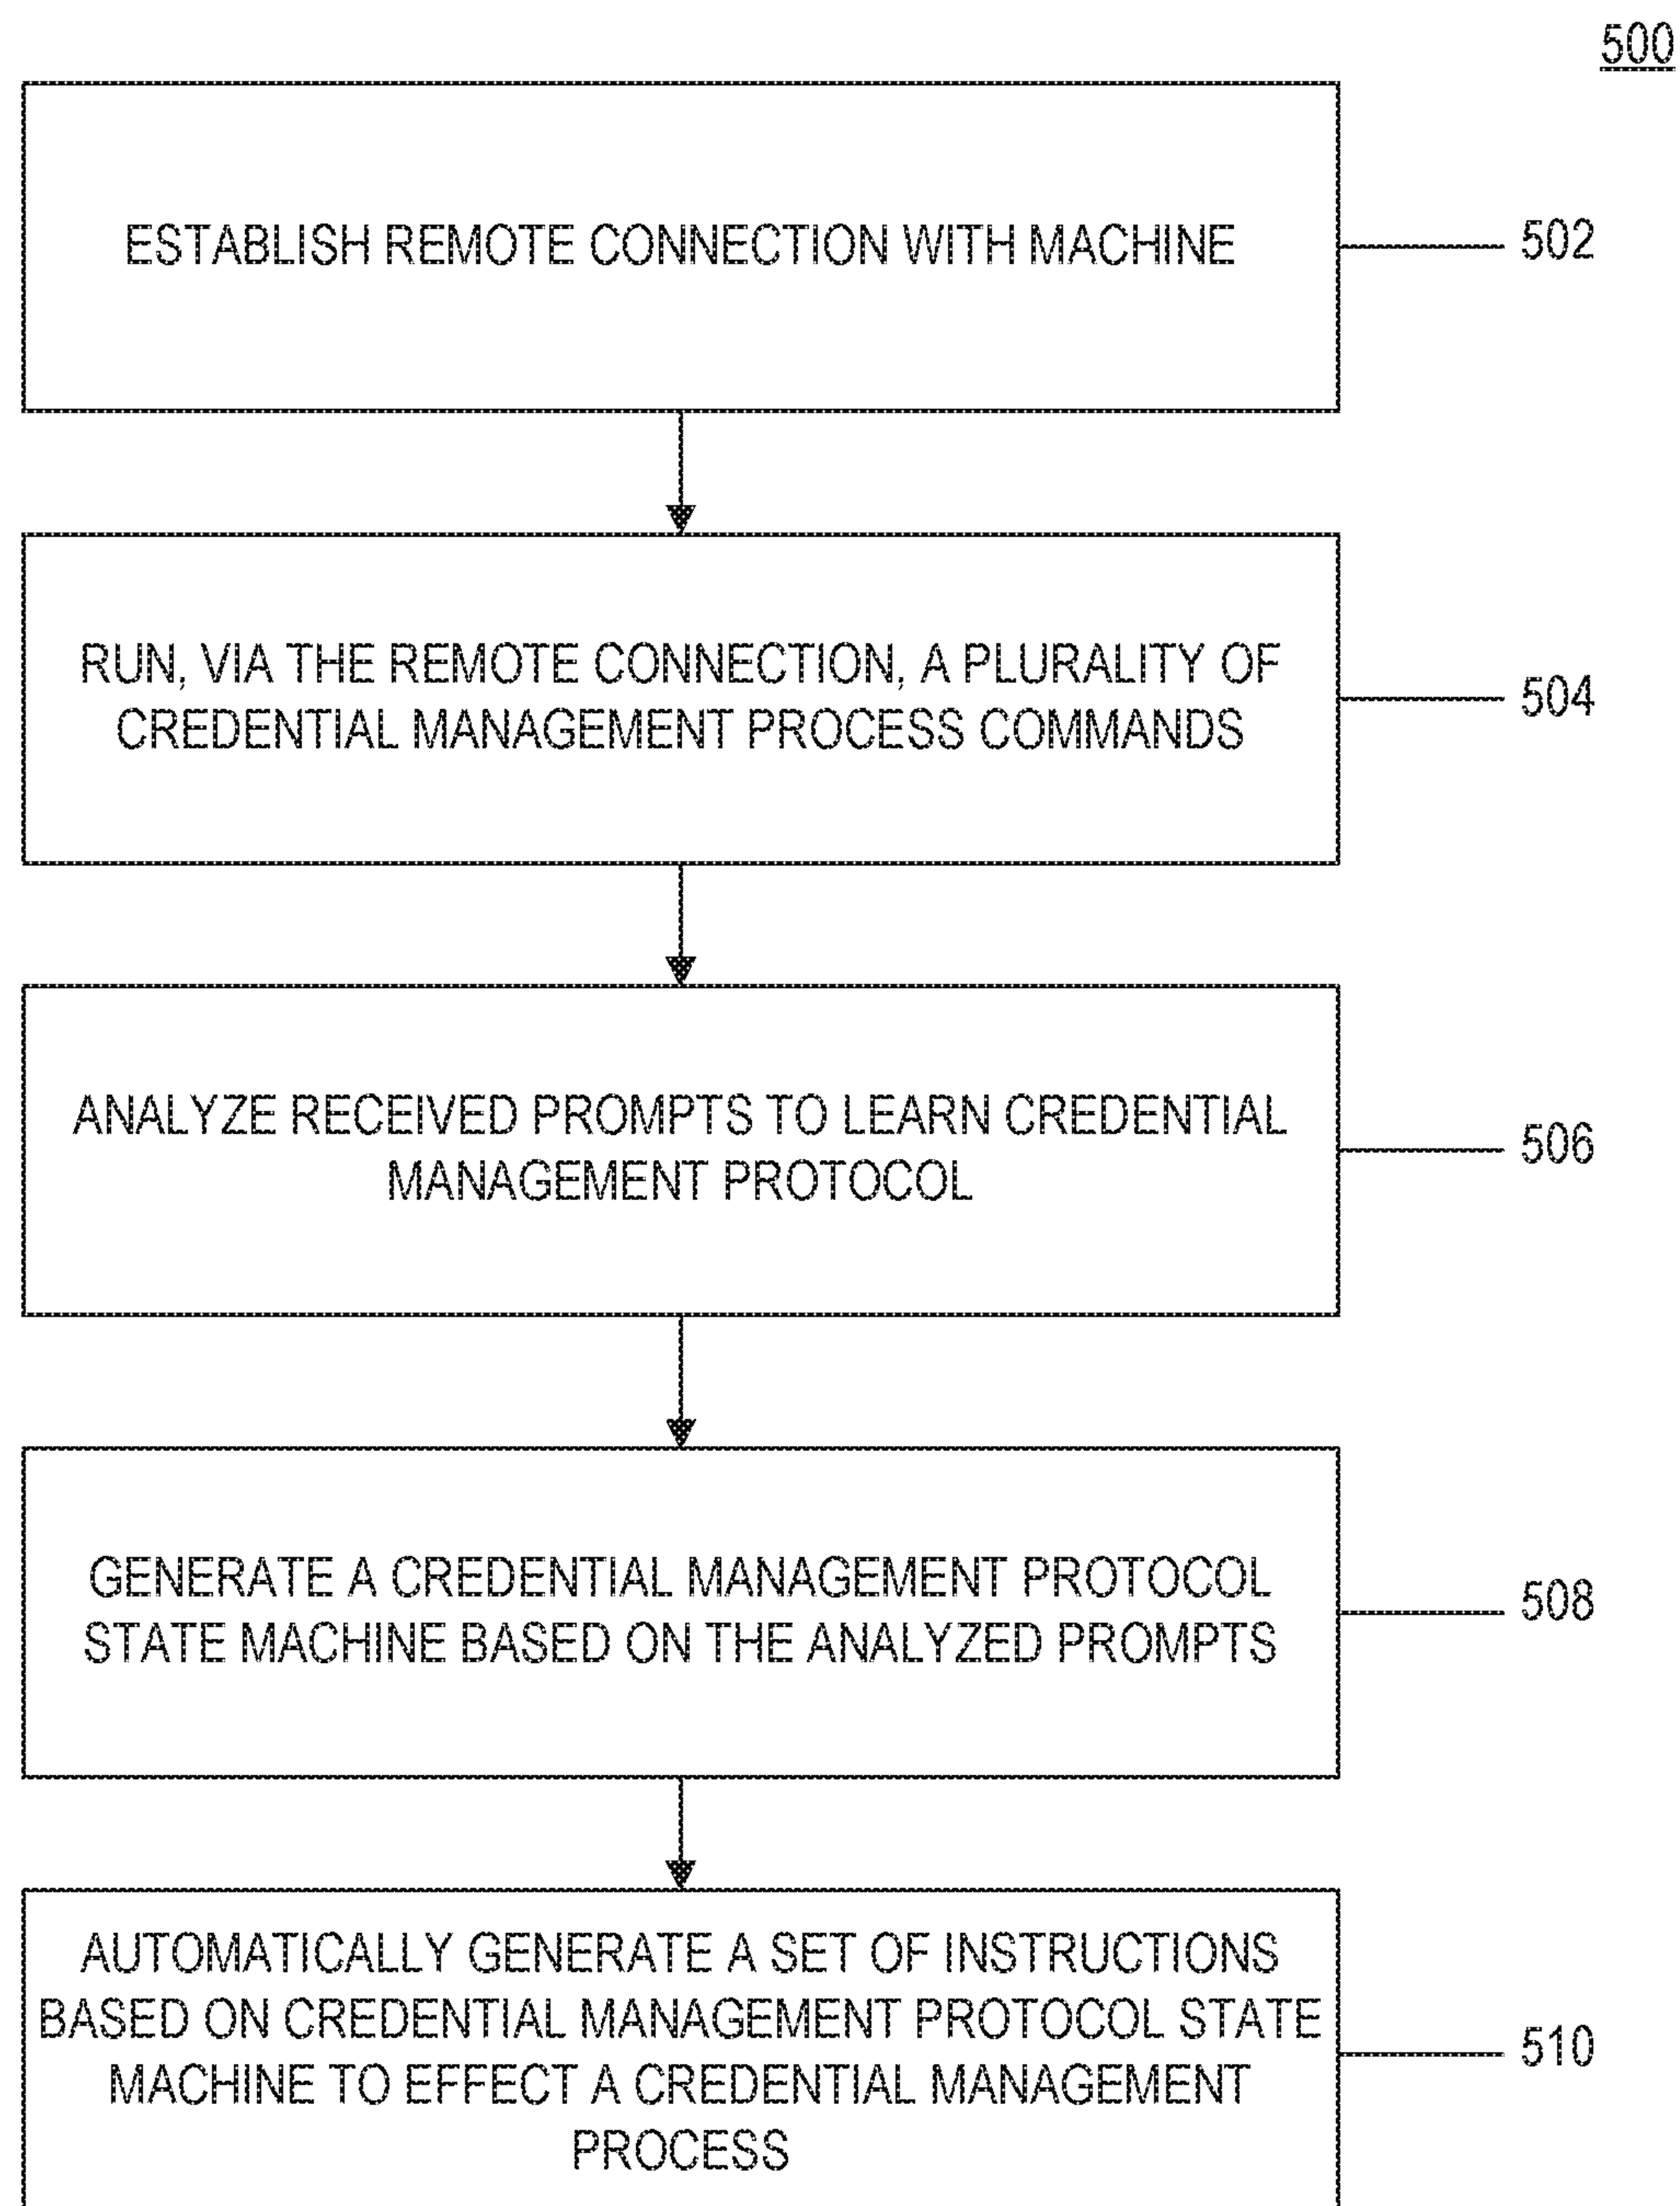 500
ESTABLISH REMOTE CONNECTION WITH MACHINE
502
RUN, VIA THE REMOTE CONNECTION, A PLURALITY OF
CREDENTIAL MANAGEMENT PROCESS COMMANDS
504
ANALYZE RECEIVED PROMPTS TO LEARN CREDENTIAL
MANAGEMENT PROTOCOL
506
GENERATE A CREDENTIAL MANAGEMENT PROTOCOL
STATE MACHINE BASED ON THE ANALYZED PROMPTS
508
AUTOMATICALLY GENERATE A SET OF INSTRUCTIONS
BASED ON CREDENTIAL MANAGEMENT PROTOCOL STATE
MACHINE TO EFFECT A CREDENTIAL MANAGEMENT
PROCESS
510